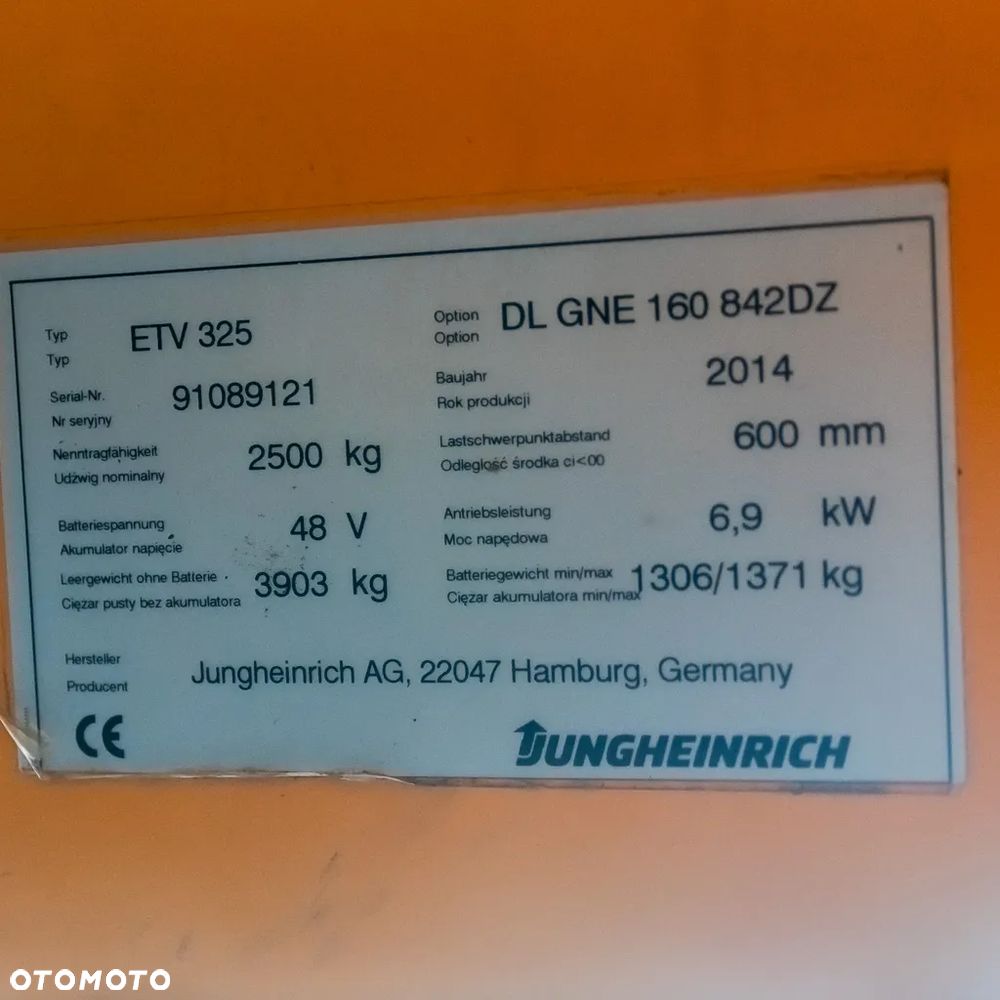 Typ
Typ
ETV 325
Option
Option
DL GNE 160 842DZ
Serial-Nr.
Nr seryjny
91089121
Baujahr
Rok produkcji
2014
Nenntragfähigkeit
Udźwig nominalny
2500 kg
Lastschwerpunktabstand
Odległość środka ci<00
600 mm
Batteriespannung
Akumulator napięcie
48 V
Antriebsleistung
Moc napędowa
6,9 kW
Leergewicht ohne Batterie
Ciężar pusty bez akumulatora
3903 kg
Batteriegewicht min/max
Ciężar akumulatora min/max
1306/1371 kg
Hersteller
Producent
Jungheinrich AG, 22047 Hamburg, Germany
CE
JUNGHEINRICH
OTOMOTO